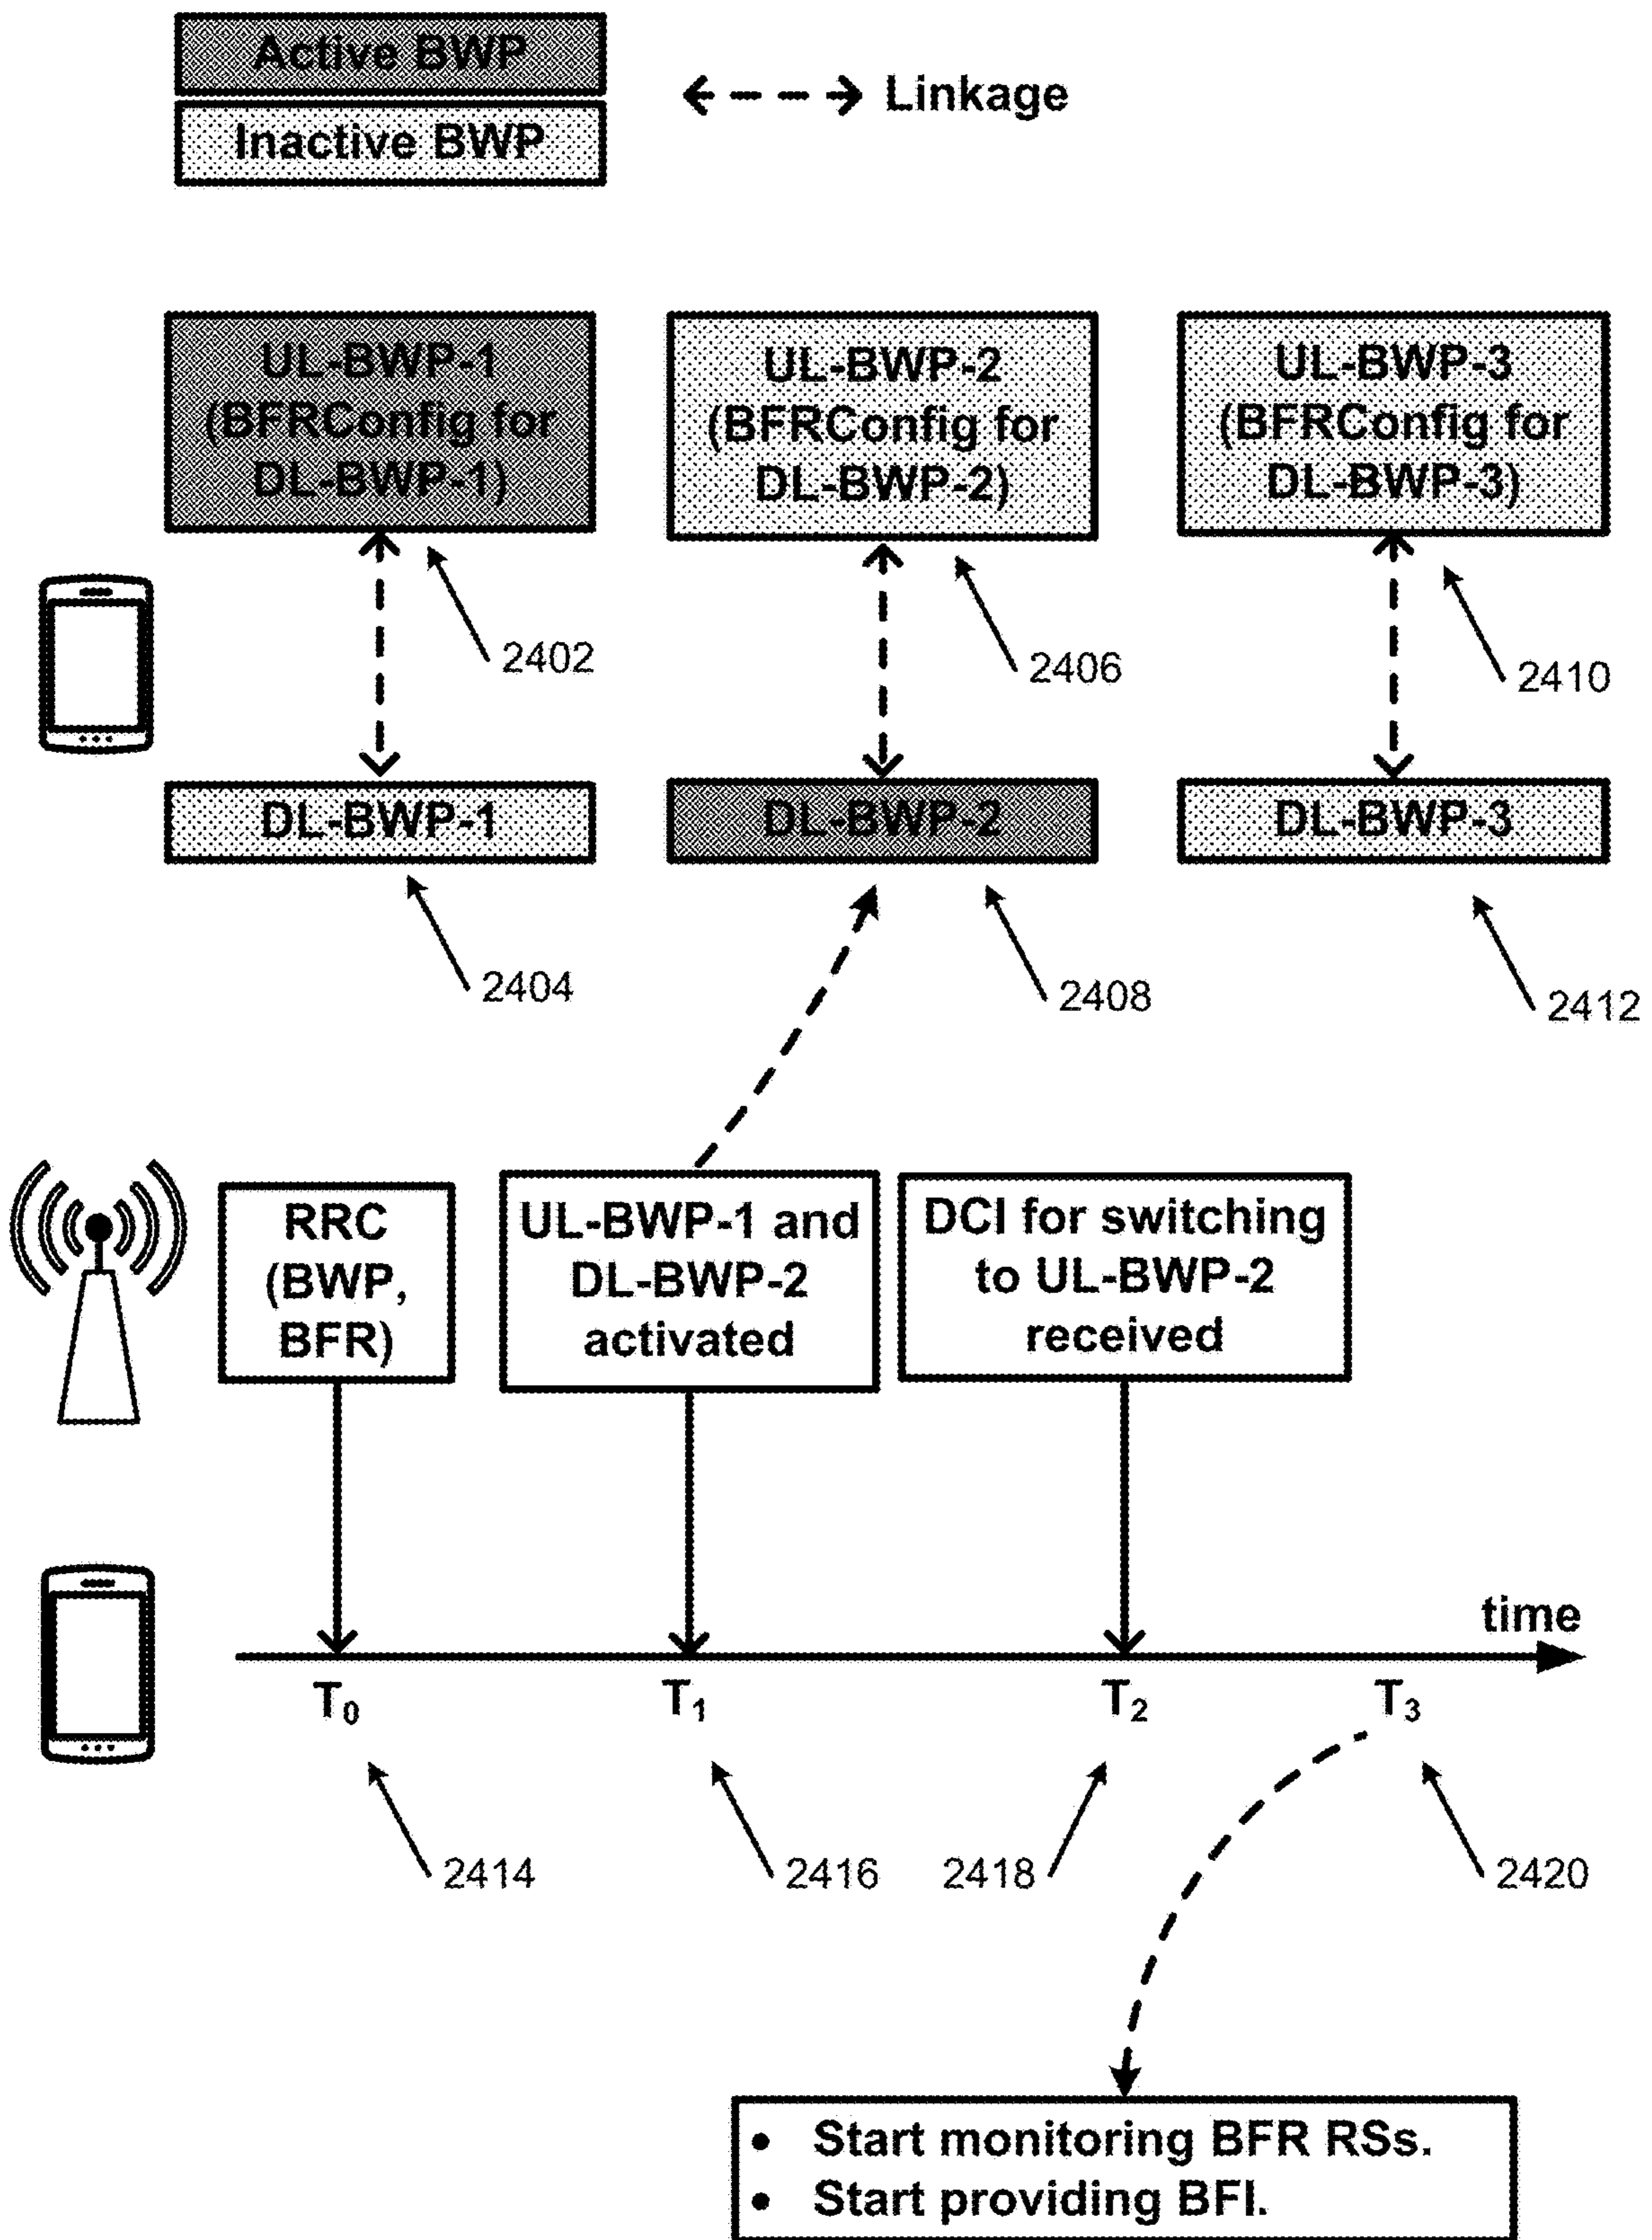 Active BWP
Inactive BWP
Linkage
UL-BWP-1
(BFRConfig for
DL-BWP-1)
UL-BWP-2
(BFRConfig for
DL-BWP-2)
UL-BWP-3
(BFRConfig for
DL-BWP-3)
2402
2406
2410
DL-BWP-1
DL-BWP-2
DL-BWP-3
2404
2408
2412
RRC
(BWP,
BFR)
UL-BWP-1 and
DL-BWP-2
activated
DCI for switching
to UL-BWP-2
received
time
T₀
T₁
T₂
T₃
2414
2416
2418
2420
• Start monitoring BFR RSs.
• Start providing BFI.